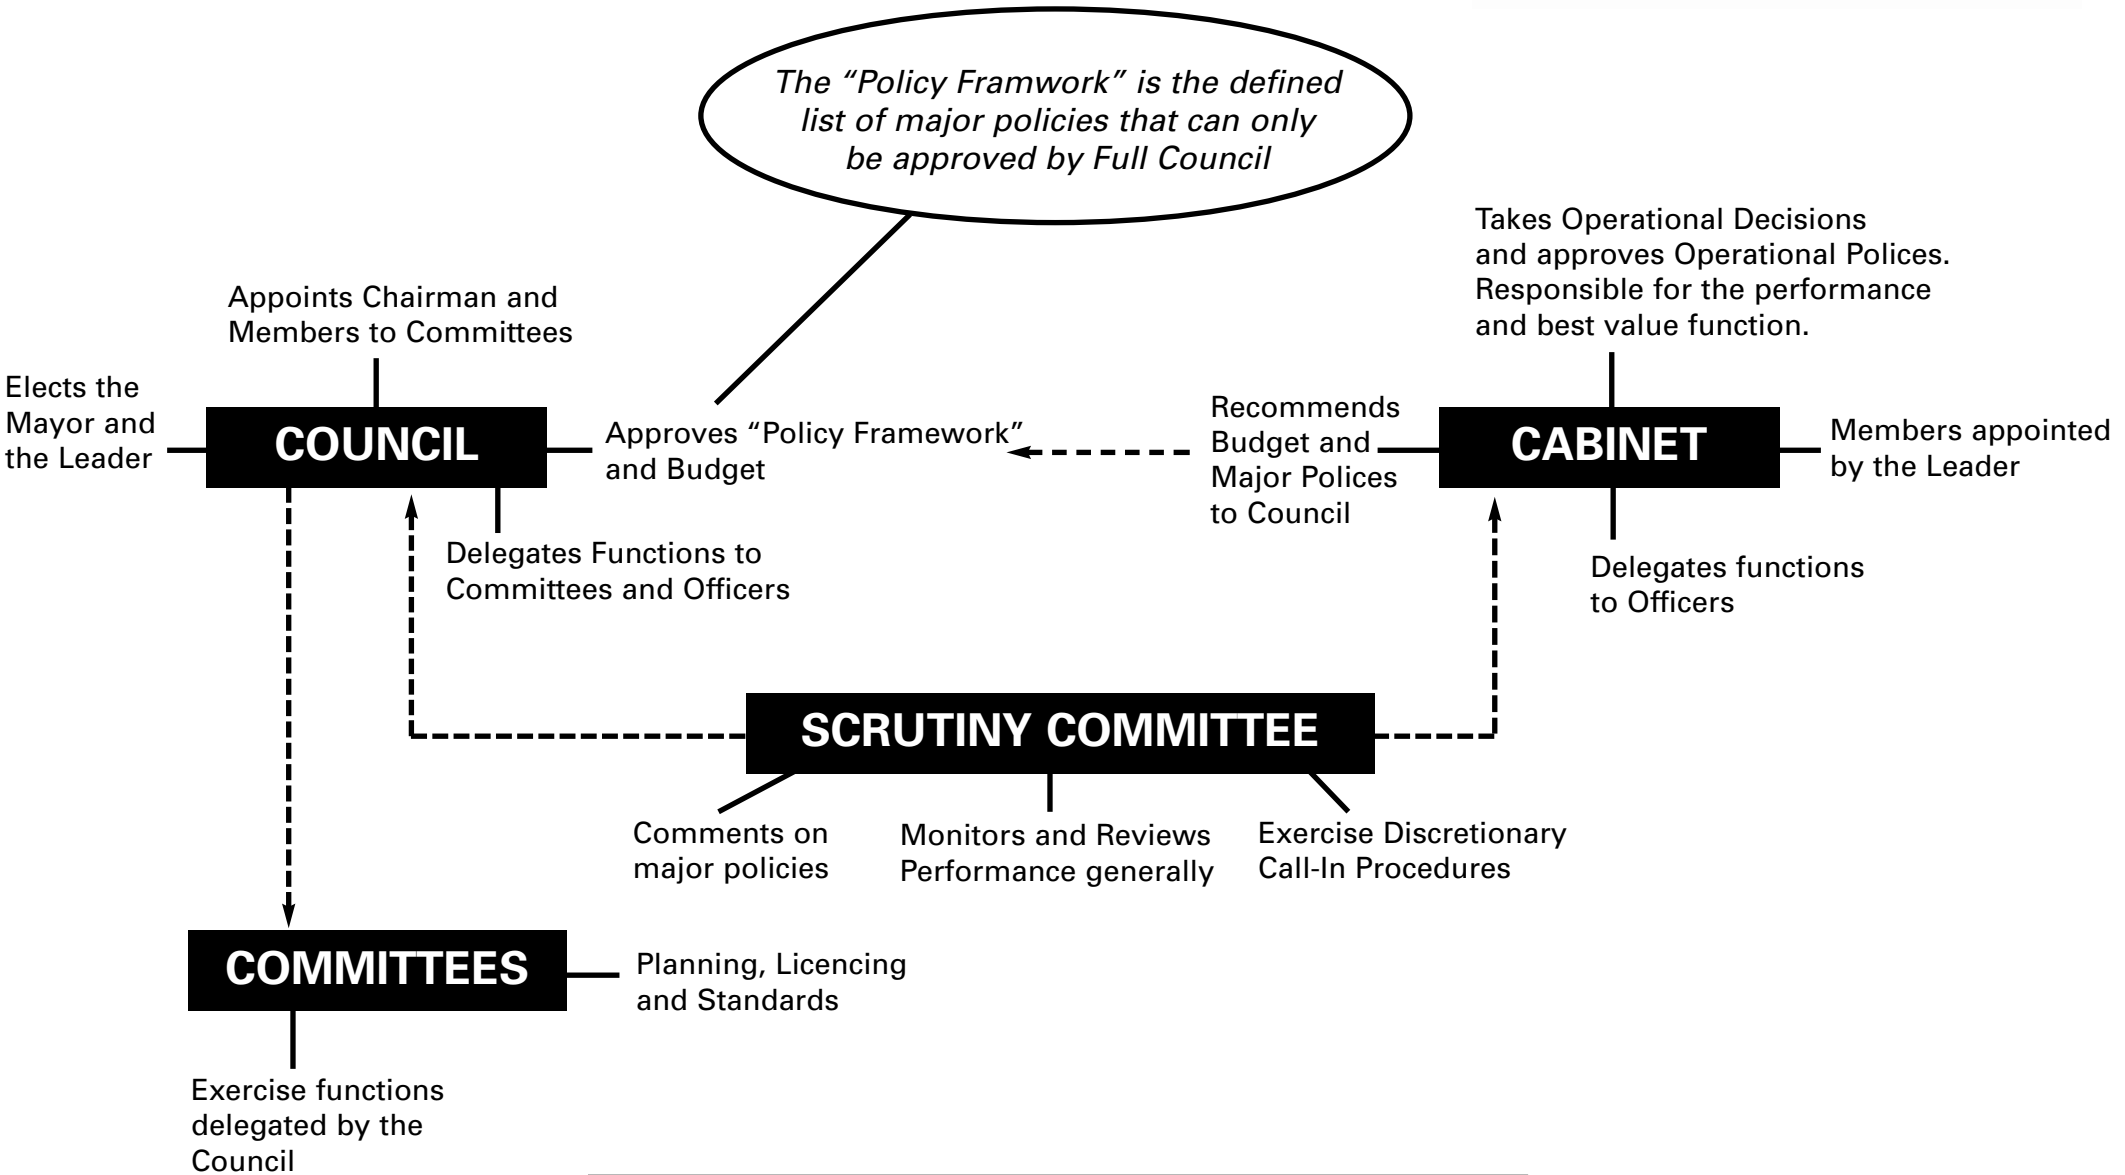 The “Policy Framwork” is the defined
list of major policies that can only
be approved by Full Council
Takes Operational Decisions
and approves Operational Polices.
Responsible for the performance
and best value function.
Appoints Chairman and
Members to Committees
Elects the
Mayor and
the Leader
COUNCIL
Approves “Policy Framework”
and Budget
Recommends
Budget and
Major Polices
to Council
CABINET
Members appointed
by the Leader
Delegates Functions to
Committees and Officers
Delegates functions
to Officers
SCRUTINY COMMITTEE
Comments on
major policies
Monitors and Reviews
Performance generally
Exercise Discretionary
Call-In Procedures
COMMITTEES
Planning, Licencing
and Standards
Exercise functions
delegated by the
Council